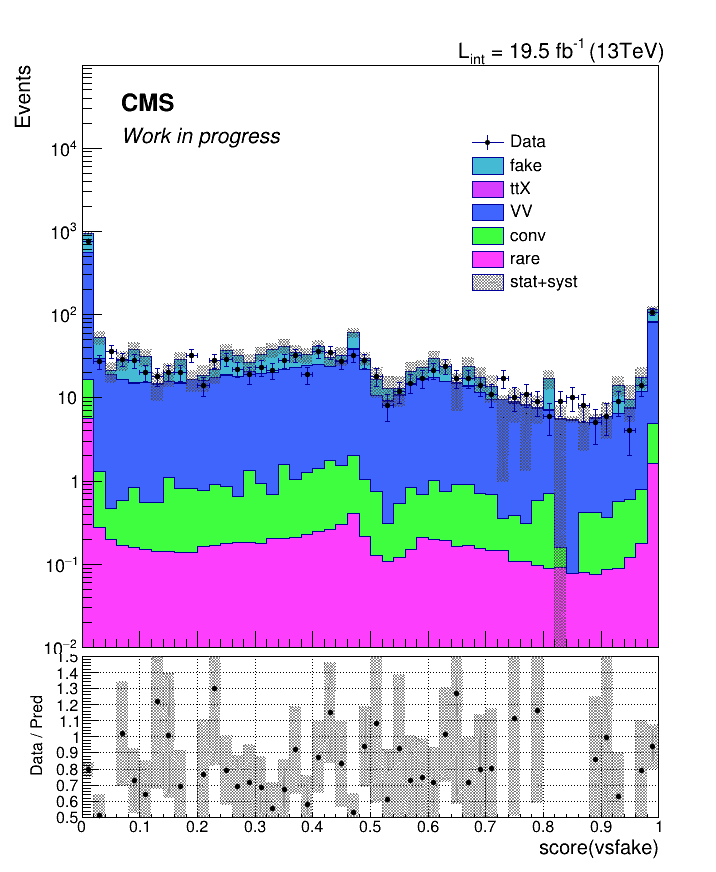 L_int = 19.5 fb^-1 (13TeV)
Events
CMS
Work in progress
Data
fake
ttX
VV
conv
rare
stat+syst
10^4
10^3
10^2
10
1
10^-1
10^-2
Data / Pred
1.5
1.4
1.3
1.2
1.1
1
0.9
0.8
0.7
0.6
0.5
0 0.1 0.2 0.3 0.4 0.5 0.6 0.7 0.8 0.9 1
score(vsfake)